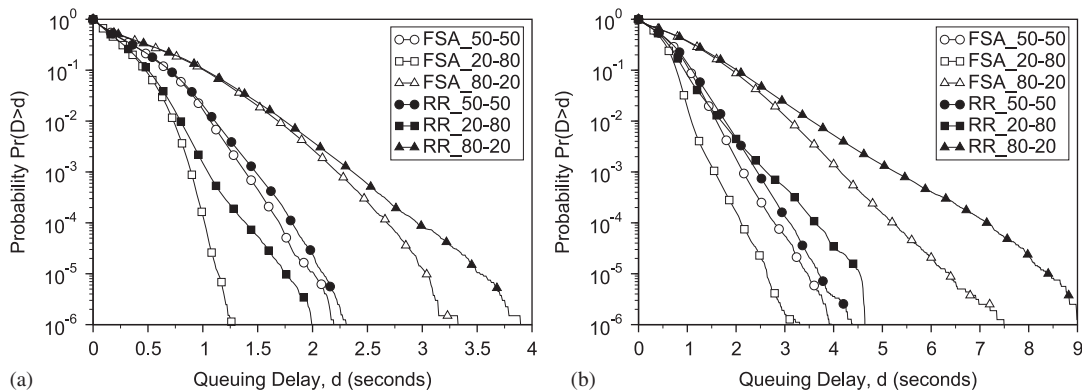 10^0
10^-1
10^-2
10^-3
10^-4
10^-5
10^-6
Probability Pr(D>d)
FSA_50-50
FSA_20-80
FSA_80-20
RR_50-50
RR_20-80
RR_80-20
0 0.5 1 1.5 2 2.5 3 3.5 4
(a) Queuing Delay, d (seconds)
10^0
10^-1
10^-2
10^-3
10^-4
10^-5
10^-6
Probability Pr(D>d)
FSA_50-50
FSA_20-80
FSA_80-20
RR_50-50
RR_20-80
RR_80-20
0 1 2 3 4 5 6 7 8 9
(b) Queuing Delay, d (seconds)